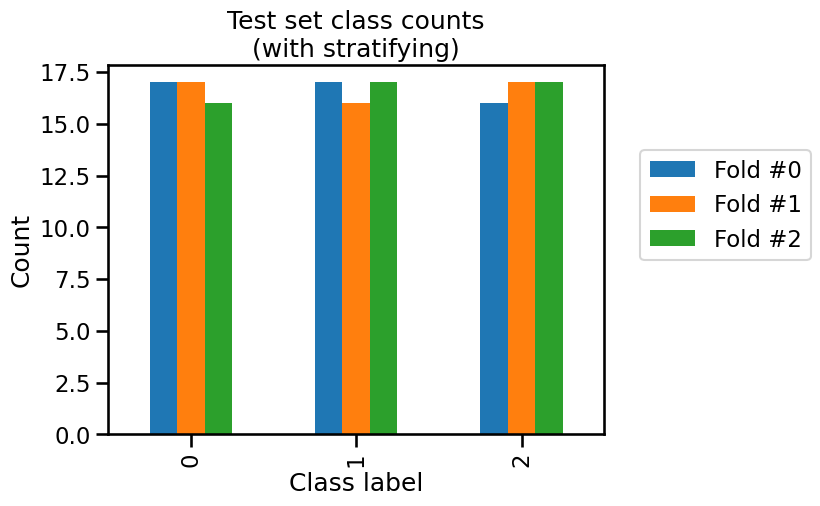 Test set class counts
(with stratifying)
17.5
15.0
12.5
10.0
7.5
5.0
2.5
0.0
Count
0
1
2
Class label
Fold #0
Fold #1
Fold #2